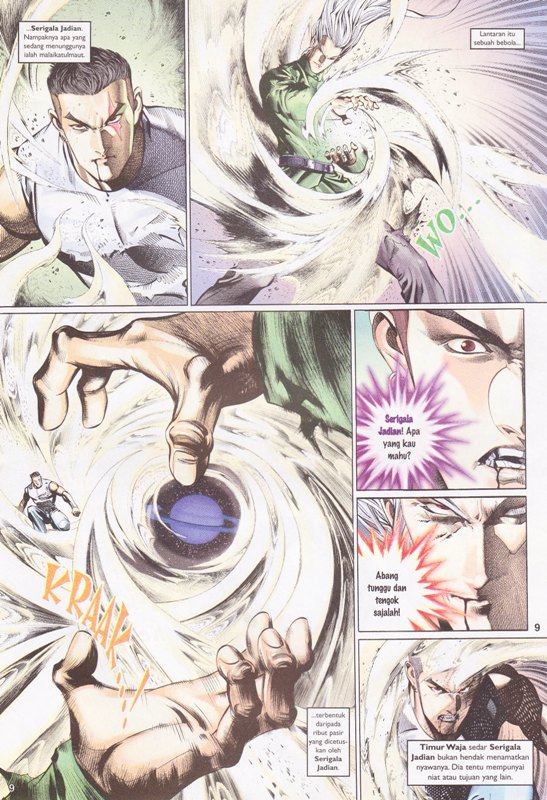 ...Serigala Jadian.
Nampaknya apa yang
sedang menunggunya
ialah malaikatulmaut.
Lantaran itu
sebuah bebola...
WO...
Serigala
Jadian! Apa
yang kau
mahu?
KRAAK...!
Abang
tunggu dan
tengok
sajalah!
9
...terbentuk
daripada
ribut pasir
yang dicetus-
kan oleh
Serigala
Jadian.
Timur Waja sedar Serigala
Jadian bukan hendak menamatkan
nyawanya. Dia tentu mempunyai
niat atau tujuan yang lain.
9